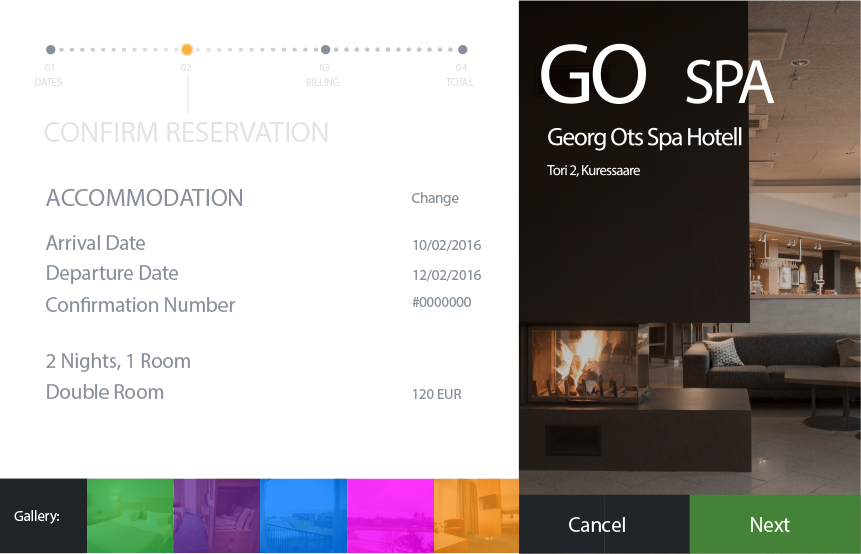 01 02 03 04
DATES BILLING TOTAL
CONFIRM RESERVATION
ACCOMMODATION Change
Arrival Date 10/02/2016
Departure Date 12/02/2016
Confirmation Number #0000000
2 Nights, 1 Room
Double Room 120 EUR
Gallery:
GO SPA
Georg Ots Spa Hotell
Tori 2, Kuressaare
Cancel Next